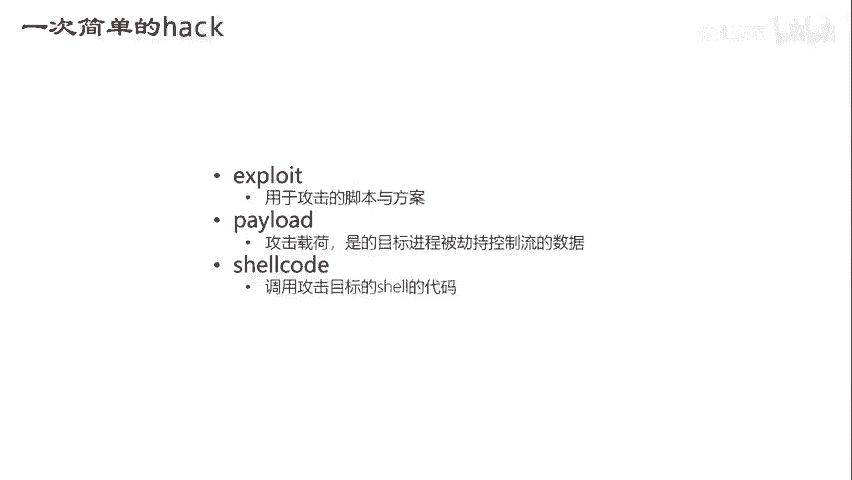 一次简单的hack
• exploit
• 用于攻击的脚本与方案
• payload
• 攻击载荷，是的目标进程被劫持控制流的数据
• shellcode
• 调用攻击目标的shell的代码